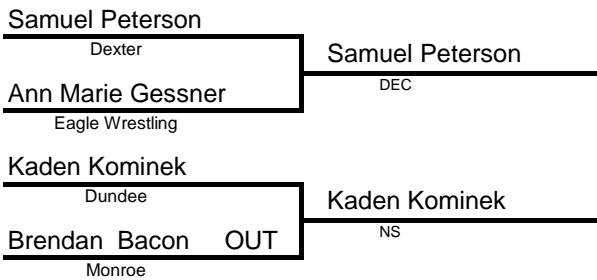 Samuel Peterson
Dexter
Samuel Peterson
DEC
Ann Marie Gessner
Eagle Wrestling
Kaden Kominek
Dundee
Kaden Kominek
NS
Brendan Bacon OUT
Monroe